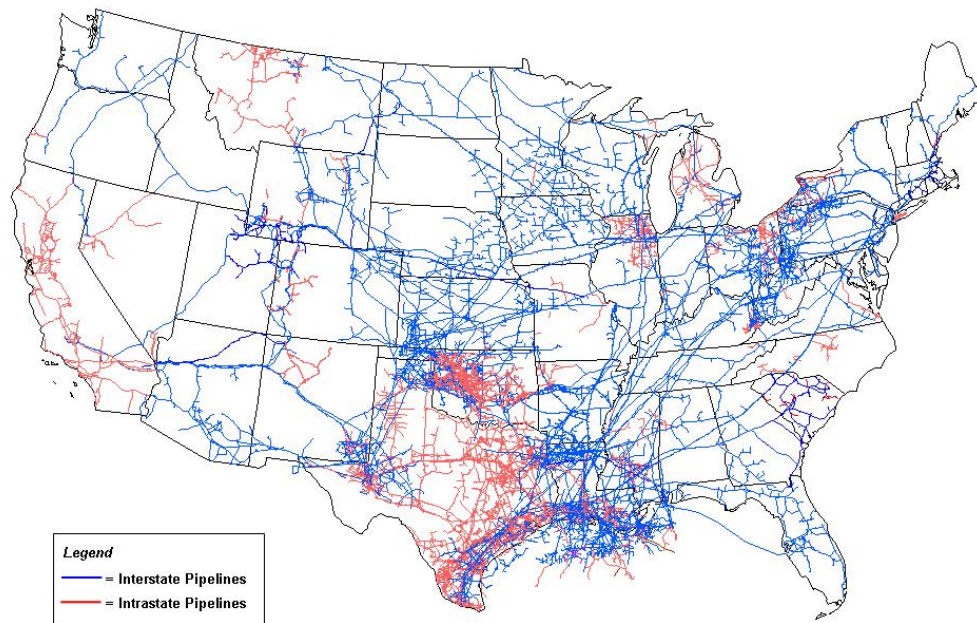 Legend
= Interstate Pipelines
= Intrastate Pipelines